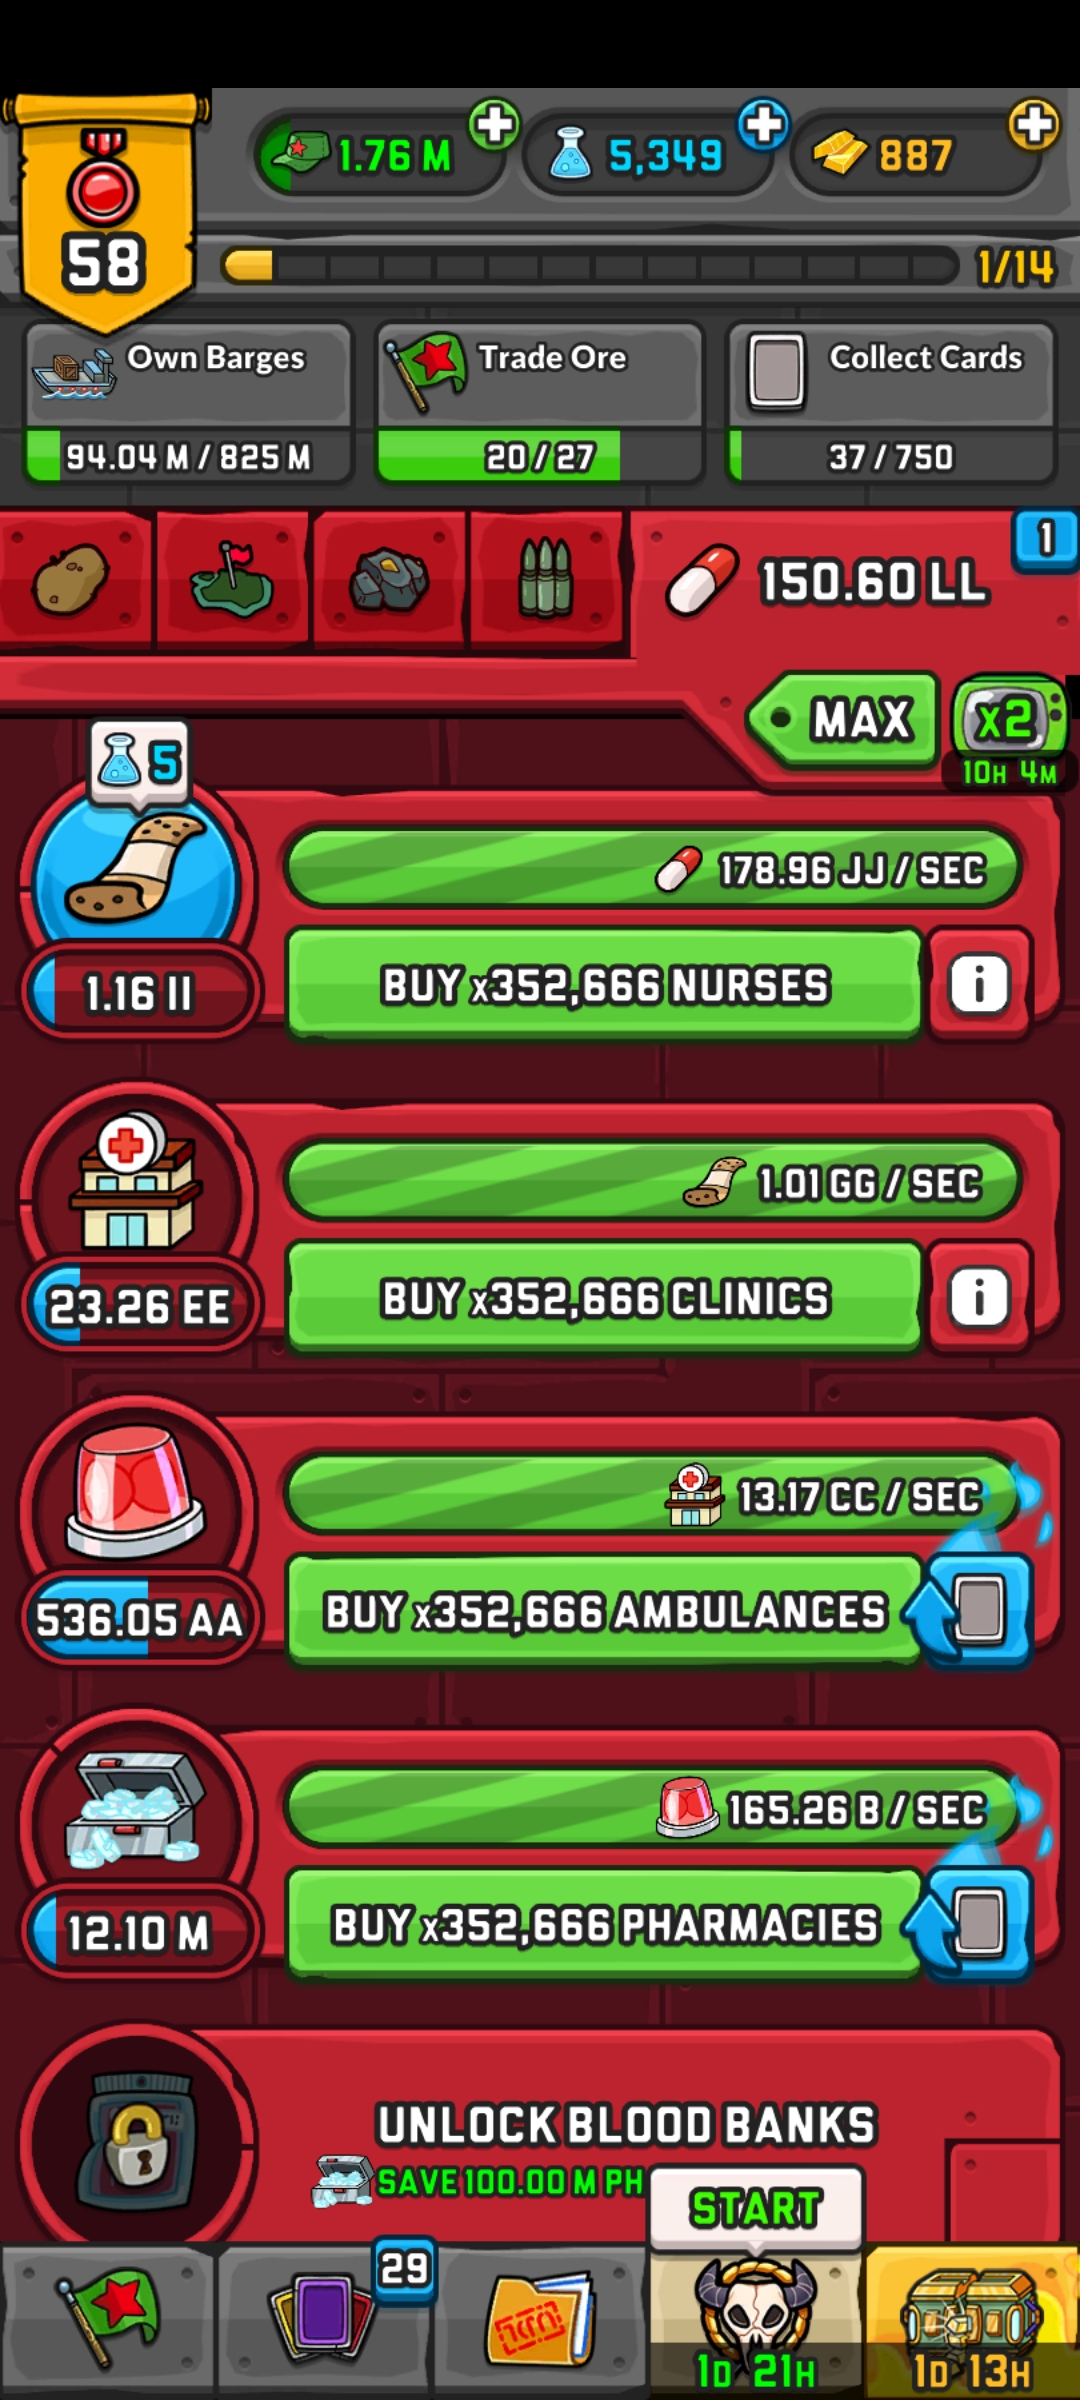 1.76 M
5,349
887
58
1/14
Own Barges
94.04 M / 825 M
Trade Ore
20 / 27
Collect Cards
37 / 750
150.60 LL
1
MAX
x2
10H 4M
5
178.96 JJ / SEC
1.16 II
BUY x352,666 NURSES
i
1.01 GG / SEC
23.26 EE
BUY x352,666 CLINICS
i
13.17 CC / SEC
536.05 AA
BUY x352,666 AMBULANCES
165.26 B / SEC
12.10 M
BUY x352,666 PHARMACIES
UNLOCK BLOOD BANKS
SAVE 100.00 M PH
START
29
1D 21H
1D 13H